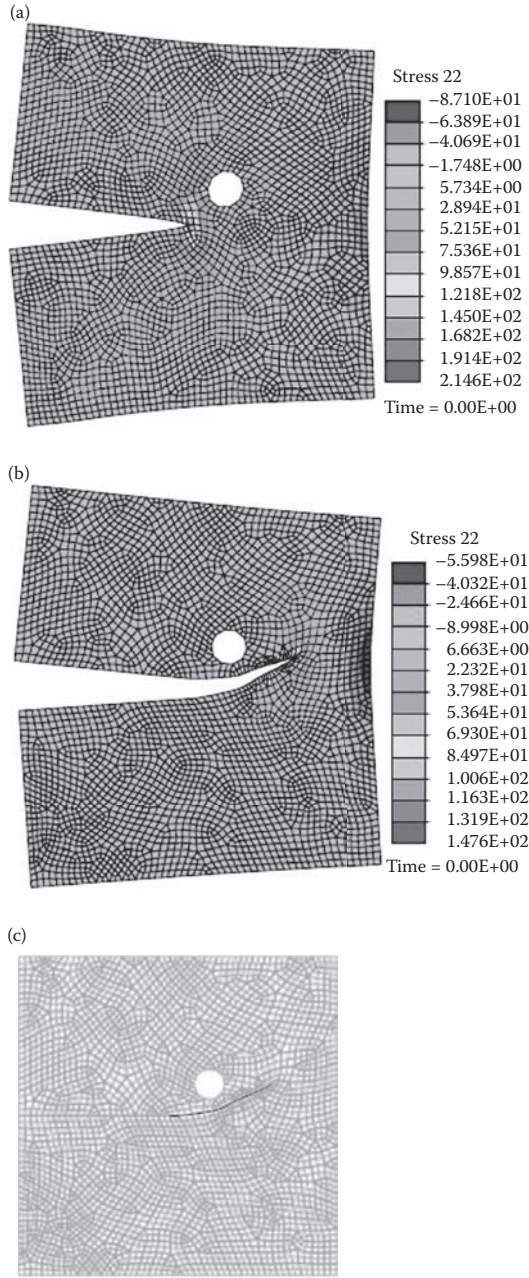 (a)
Stress 22
−8.710E+01
−6.389E+01
−4.069E+01
−1.748E+00
5.734E+00
2.894E+01
5.215E+01
7.536E+01
9.857E+01
1.218E+02
1.450E+02
1.682E+02
1.914E+02
2.146E+02
Time = 0.00E+00
(b)
Stress 22
−5.598E+01
−4.032E+01
−2.466E+01
−8.998E+00
6.663E+00
2.232E+01
3.798E+01
5.364E+01
6.930E+01
8.497E+01
1.006E+02
1.163E+02
1.319E+02
1.476E+02
Time = 0.00E+00
(c)